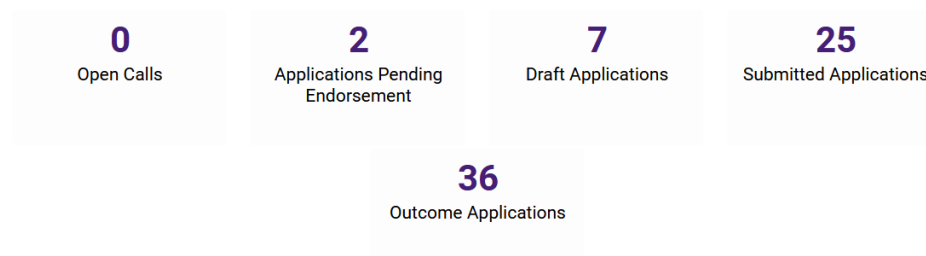 0
Open Calls
2
Applications Pending
Endorsement
7
Draft Applications
25
Submitted Applications
36
Outcome Applications